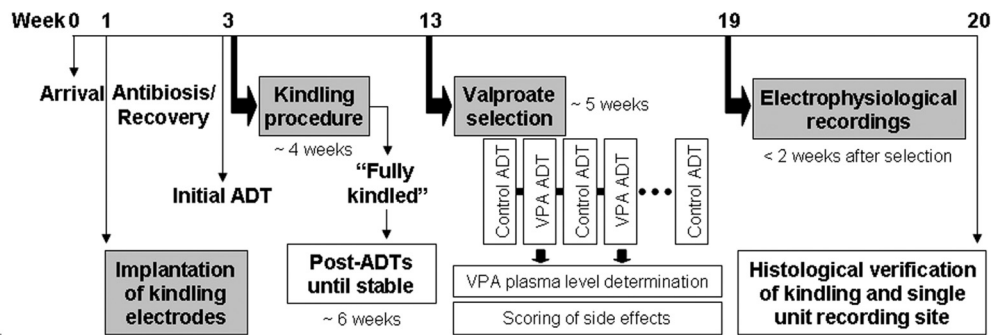 Week 0 1 3 13 19 20
Arrival
Antibiosis/
Recovery
Initial ADT
Implantation
of kindling
electrodes
Kindling
procedure
~ 4 weeks
“Fully
kindled”
Post-ADTs
until stable
~ 6 weeks
Valproate
selection
~ 5 weeks
Control ADT
VPA ADT
Control ADT
VPA ADT
Control ADT
VPA plasma level determination
Scoring of side effects
Electrophysiological
recordings
< 2 weeks after selection
Histological verification
of kindling and single
unit recording site